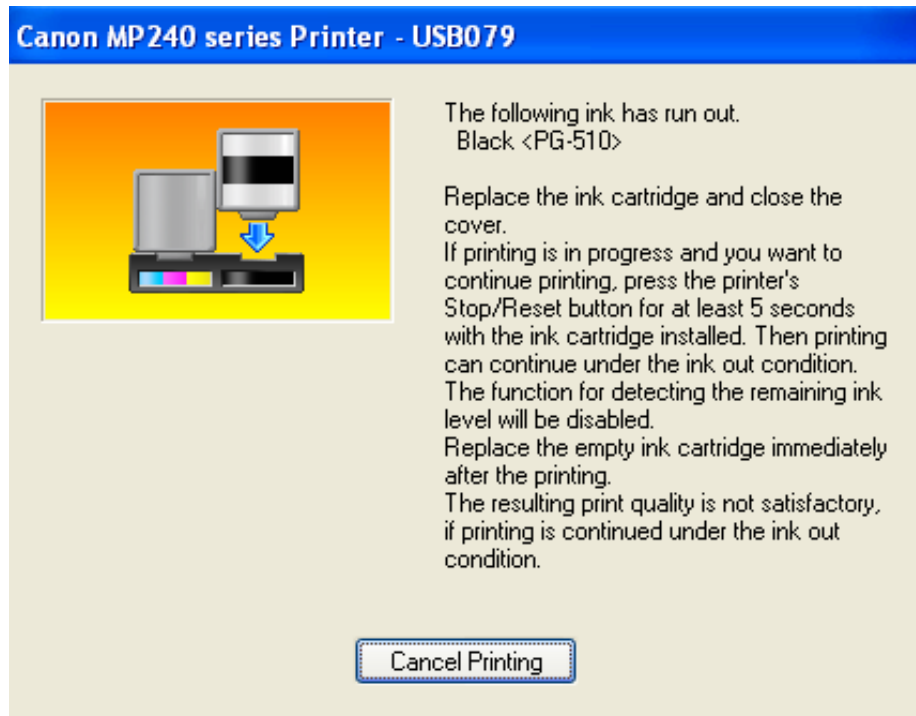 Canon MP240 series Printer - USB079
The following ink has run out.
Black <PG-510>
Replace the ink cartridge and close the
cover.
If printing is in progress and you want to
continue printing, press the printer's
Stop/Reset button for at least 5 seconds
with the ink cartridge installed. Then printing
can continue under the ink out condition.
The function for detecting the remaining ink
level will be disabled.
Replace the empty ink cartridge immediately
after the printing.
The resulting print quality is not satisfactory,
if printing is continued under the ink out
condition.
Cancel Printing